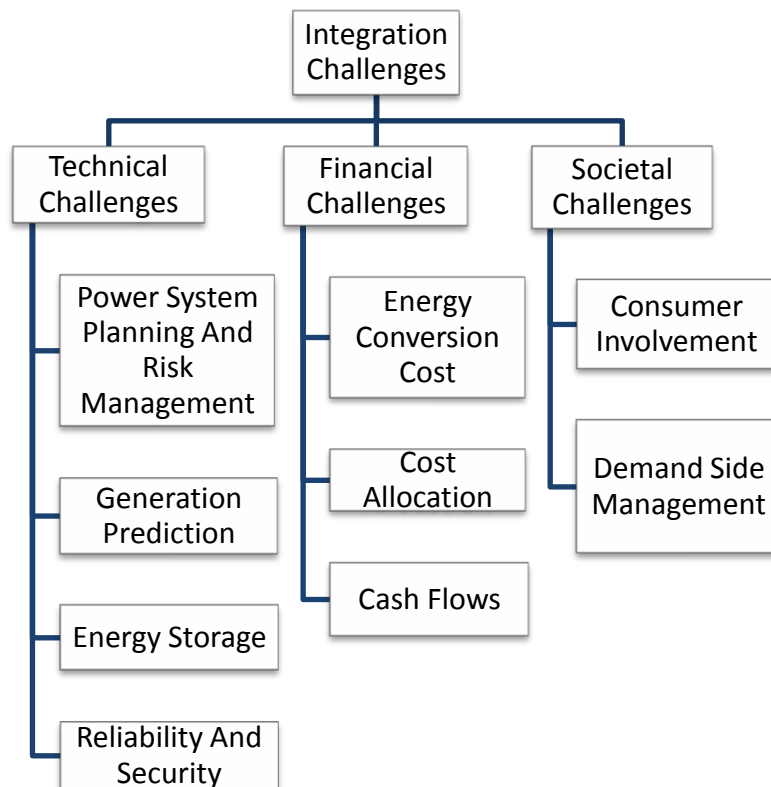 Integration
Challenges
Technical
Challenges
Financial
Challenges
Societal
Challenges
Power System
Planning And
Risk
Management
Generation
Prediction
Energy Storage
Reliability And
Security
Energy
Conversion
Cost
Cost
Allocation
Cash Flows
Consumer
Involvement
Demand Side
Management